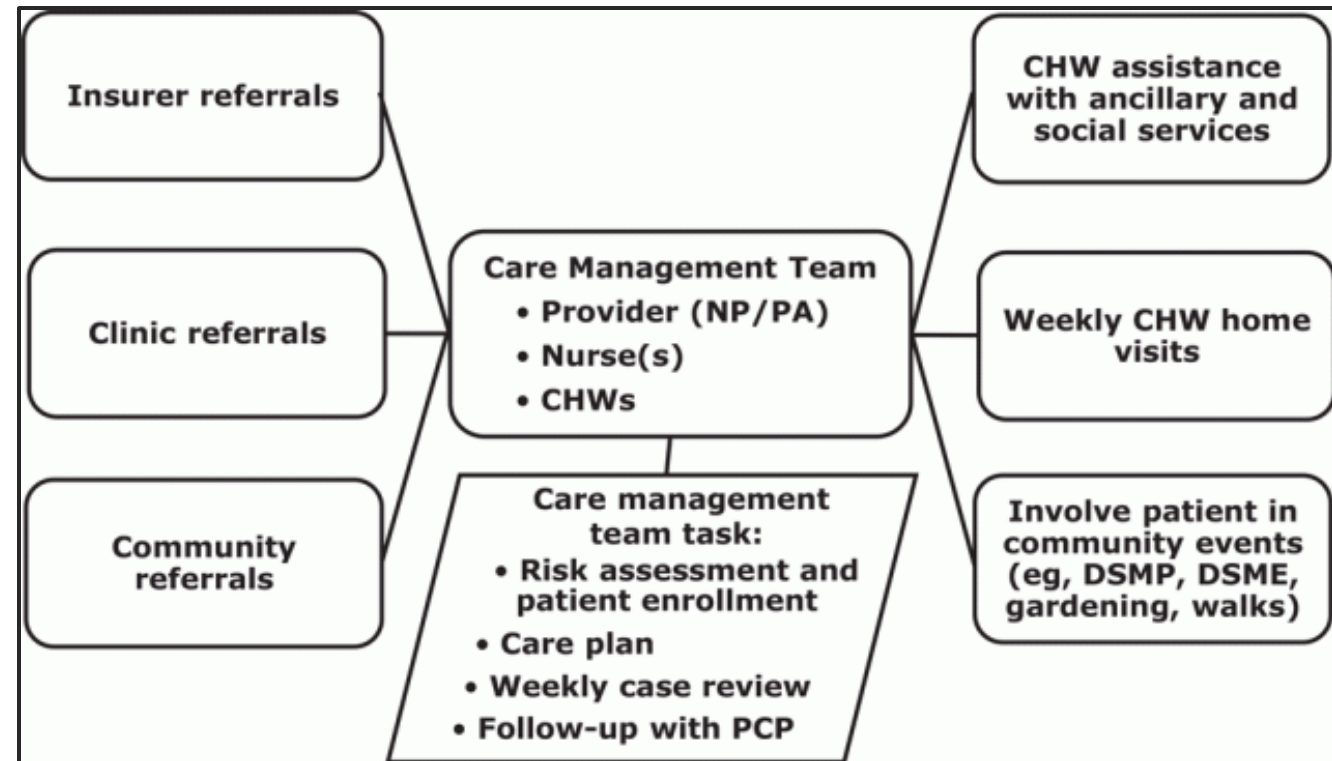 Insurer referrals
Clinic referrals
Community
referrals
Care Management Team
• Provider (NP/PA)
• Nurse(s)
• CHWs
Care management
team task:
• Risk assessment and
patient enrollment
• Care plan
• Weekly case review
• Follow-up with PCP
CHW assistance
with ancillary and
social services
Weekly CHW home
visits
Involve patient in
community events
(eg, DSMP, DSME,
gardening, walks)